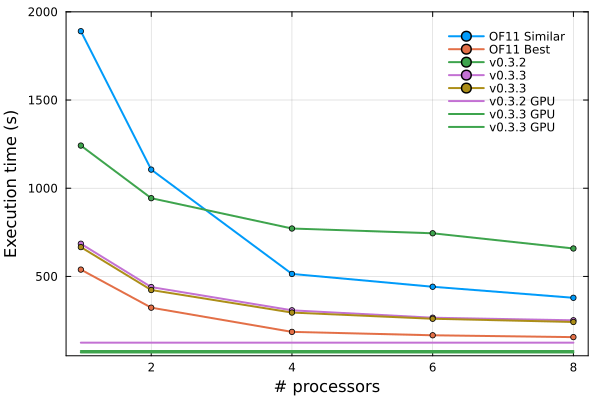 2000
1500
1000
500
Execution time (s)
OF11 Similar
OF11 Best
v0.3.2
v0.3.3
v0.3.3
v0.3.2 GPU
v0.3.3 GPU
v0.3.3 GPU
2 4 6 8
# processors